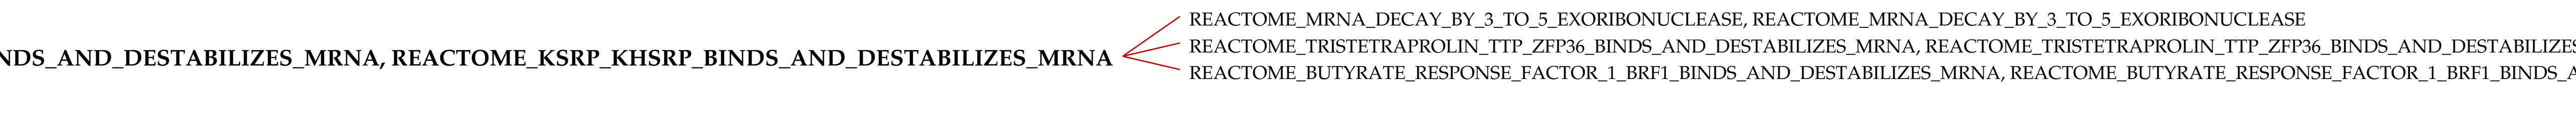 REACTOME_MRNA_DECAY_BY_3_TO_5_EXORIBONUCLEASE, REACTOME_MRNA_DECAY_BY_3_TO_5_EXORIBONUCLEASE
NDS_AND_DESTABILIZES_MRNA, REACTOME_KSRP_KHSRP_BINDS_AND_DESTABILIZES_MRNA
REACTOME_TRISTETRAPROLIN_TTP_ZFP36_BINDS_AND_DESTABILIZES_MRNA, REACTOME_TRISTETRAPROLIN_TTP_ZFP36_BINDS_AND_DESTABILIZES
REACTOME_BUTYRATE_RESPONSE_FACTOR_1_BRF1_BINDS_AND_DESTABILIZES_MRNA, REACTOME_BUTYRATE_RESPONSE_FACTOR_1_BRF1_BINDS_A